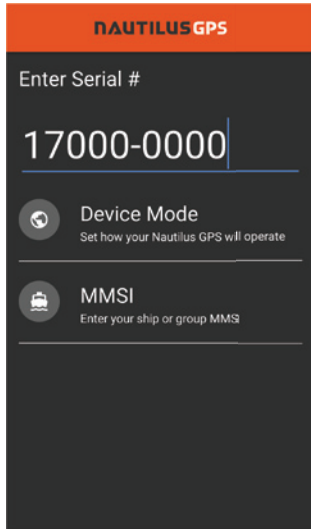 NAUTILUS GPS
Enter Serial #
17000-0000
Device Mode
Set how your Nautilus GPS will operate
MMSI
Enter your ship or group MMSI